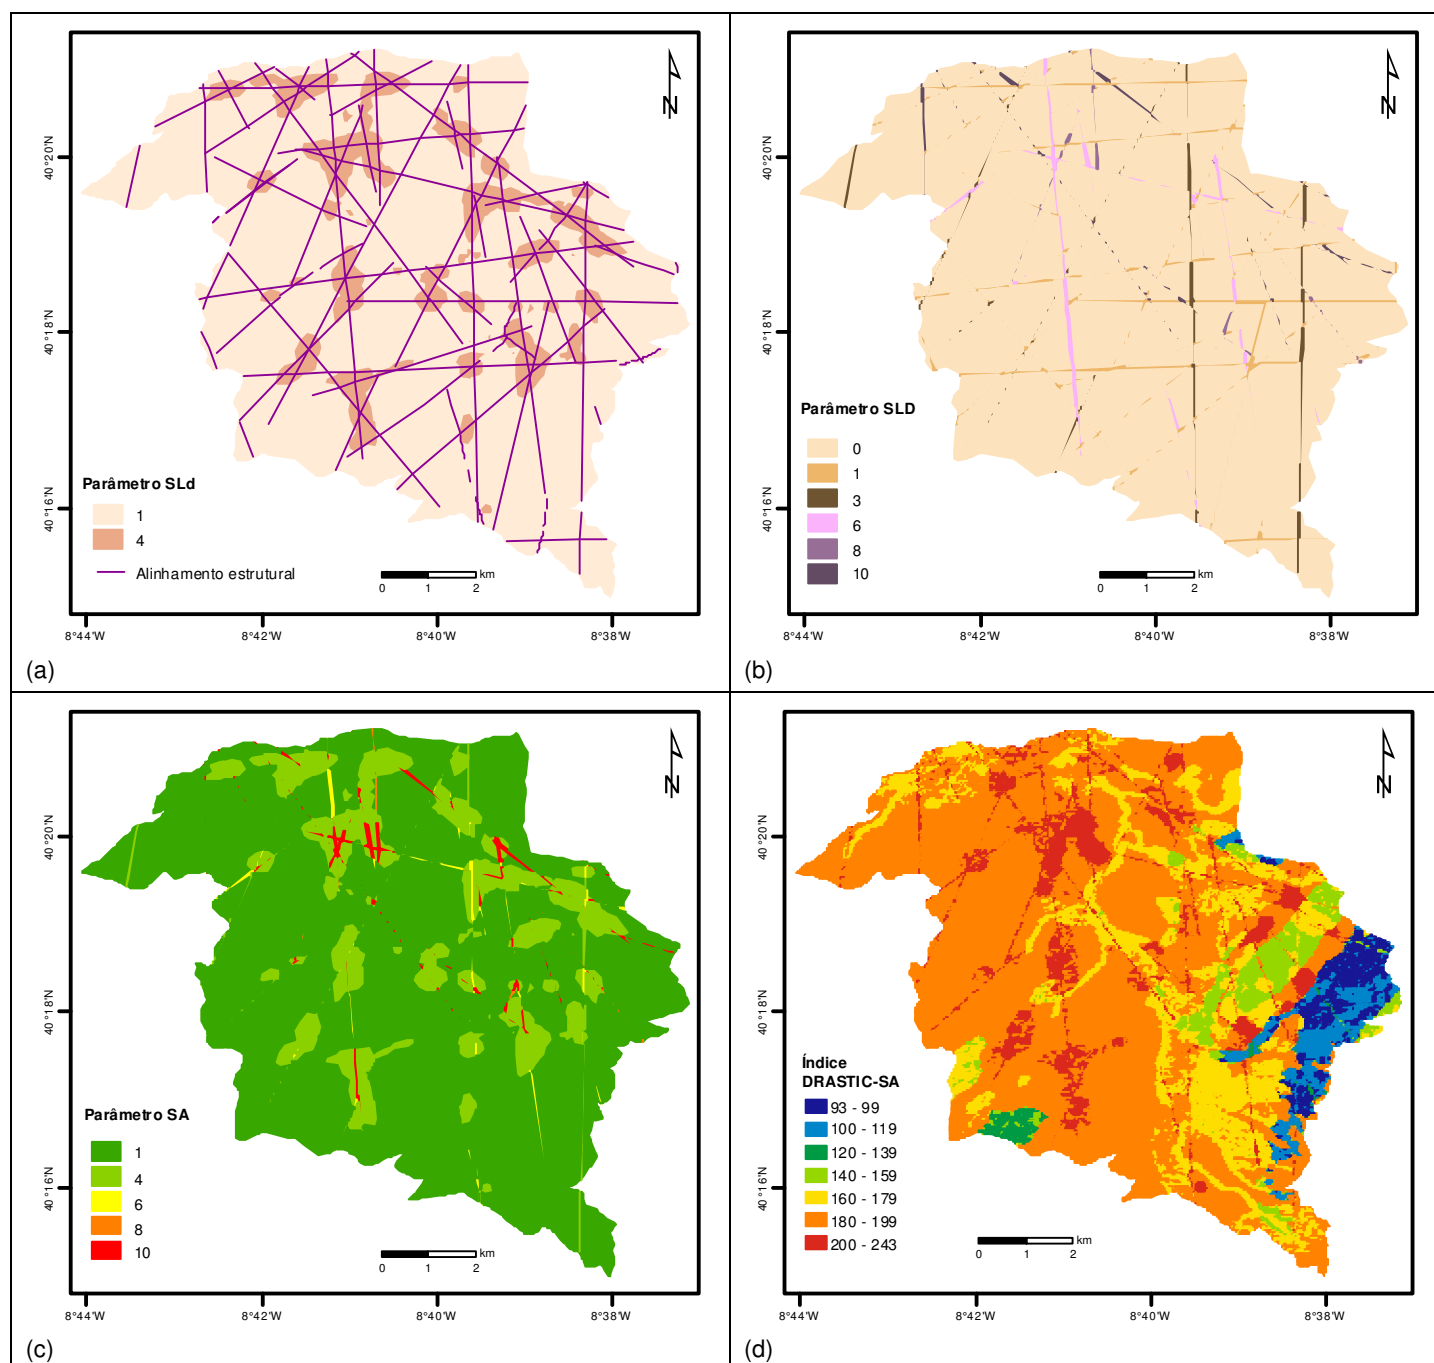 N
40°20'N
40°18'N
40°16'N
Parâmetro SLd
1
4
Alinhamento estrutural
km
0 1 2
8°44'W 8°42'W 8°40'W 8°38'W
(a)
N
40°20'N
40°18'N
40°16'N
Parâmetro SLD
0
1
3
6
8
10
km
0 1 2
8°44'W 8°42'W 8°40'W 8°38'W
(b)
N
40°20'N
40°18'N
40°16'N
Parâmetro SA
1
4
6
8
10
km
0 1 2
8°44'W 8°42'W 8°40'W 8°38'W
(c)
N
40°20'N
40°18'N
40°16'N
Índice
DRASTIC-SA
93 - 99
100 - 119
120 - 139
140 - 159
160 - 179
180 - 199
200 - 243
km
0 1 2
8°44'W 8°42'W 8°40'W 8°38'W
(d)